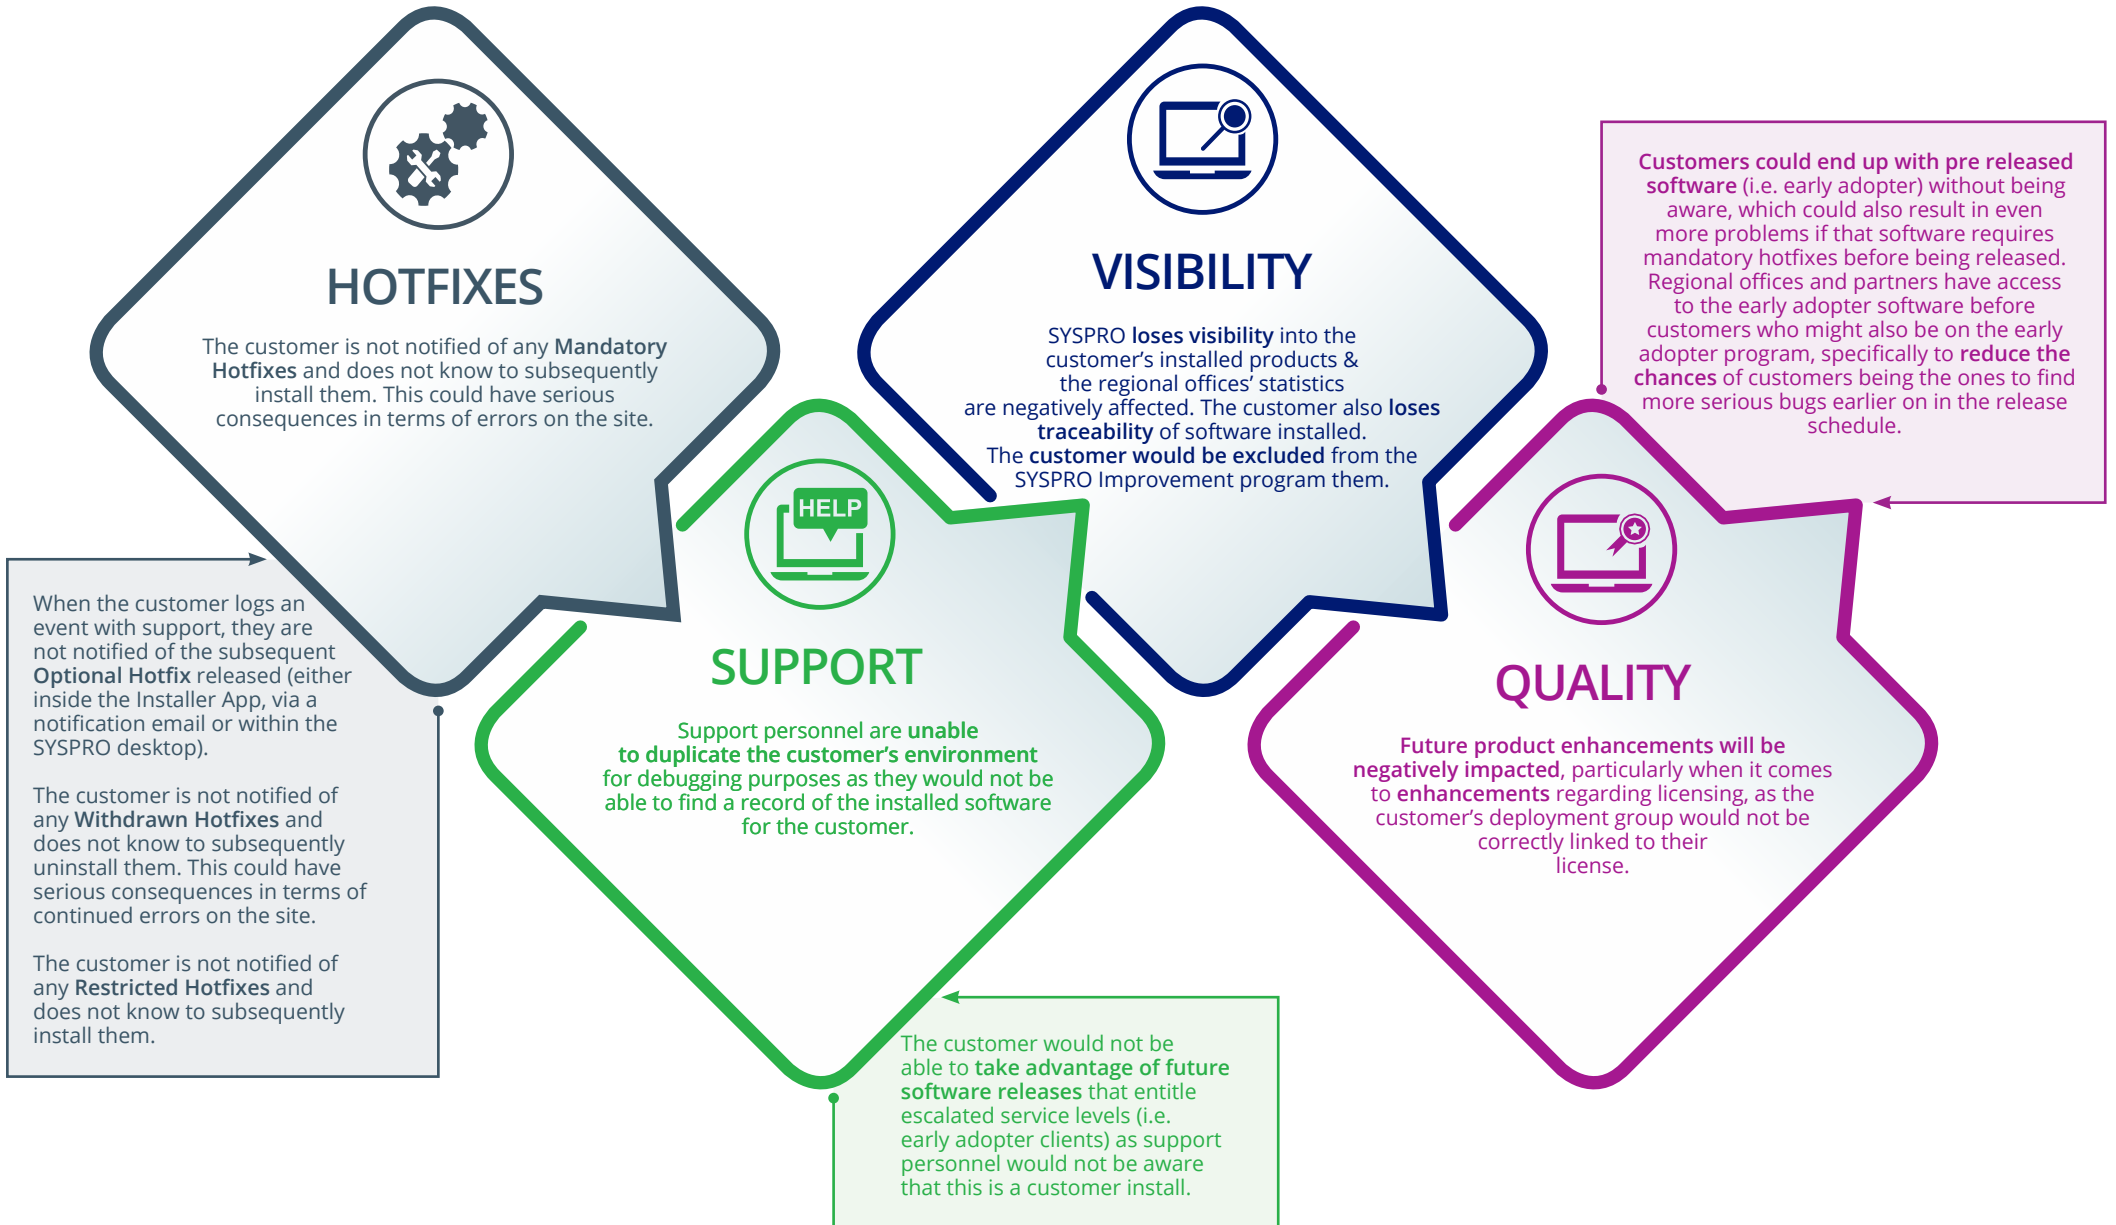 HOTFIXES
The customer is not notified of any Mandatory
Hotfixes and does not know to subsequently
install them. This could have serious
consequences in terms of errors on the site.
When the customer logs an
event with support, they are
not notified of the subsequent
Optional Hotfix released (either
inside the Installer App, via a
notification email or within the
SYSPRO desktop).
The customer is not notified of
any Withdrawn Hotfixes and
does not know to subsequently
uninstall them. This could have
serious consequences in terms of
continued errors on the site.
The customer is not notified of
any Restricted Hotfixes and
does not know to subsequently
install them.
HELP
SUPPORT
Support personnel are unable
to duplicate the customer's environment
for debugging purposes as they would not be
able to find a record of the installed software
for the customer.
The customer would not be
able to take advantage of future
software releases that entitle
escalated service levels (i.e.
early adopter clients) as support
personnel would not be aware
that this is a customer install.
VISIBILITY
SYSPRO loses visibility into the
customer's installed products &
the regional offices' statistics
are negatively affected. The customer also loses
traceability of software installed.
The customer would be excluded from the
SYSPRO Improvement program them.
QUALITY
Future product enhancements will be
negatively impacted, particularly when it comes
to enhancements regarding licensing, as the
customer's deployment group would not be
correctly linked to their
license.
Customers could end up with pre released
software (i.e. early adopter) without being
aware, which could also result in even
more problems if that software requires
mandatory hotfixes before being released.
Regional offices and partners have access
to the early adopter software before
customers who might also be on the early
adopter program, specifically to reduce the
chances of customers being the ones to find
more serious bugs earlier on in the release
schedule.